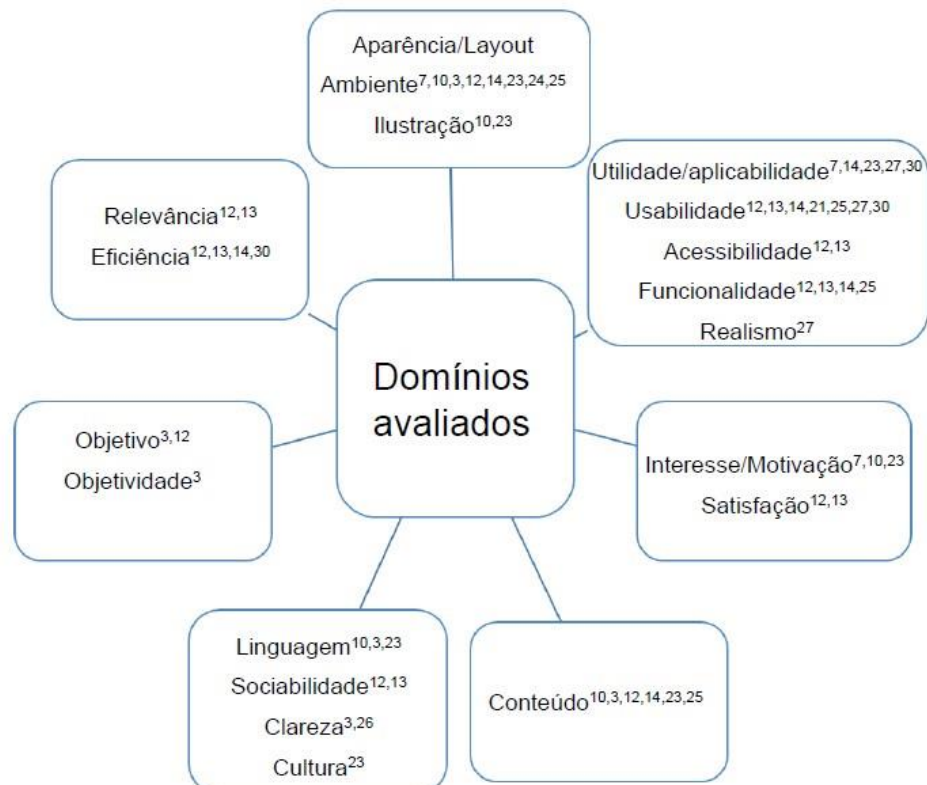 Aparência/Layout
Ambiente7,10,3,12,14,23,24,25
Ilustração10,23
Utilidade/aplicabilidade7,14,23,27,30
Usabilidade12,13,14,21,25,27,30
Acessibilidade12,13
Funcionalidade12,13,14,25
Realismo27
Relevância12,13
Eficiência12,13,14,30
Domínios
avaliados
Objetivo3,12
Objetividade3
Interesse/Motivação7,10,23
Satisfação12,13
Linguagem10,3,23
Sociabilidade12,13
Clareza3,26
Cultura23
Conteúdo10,3,12,14,23,25